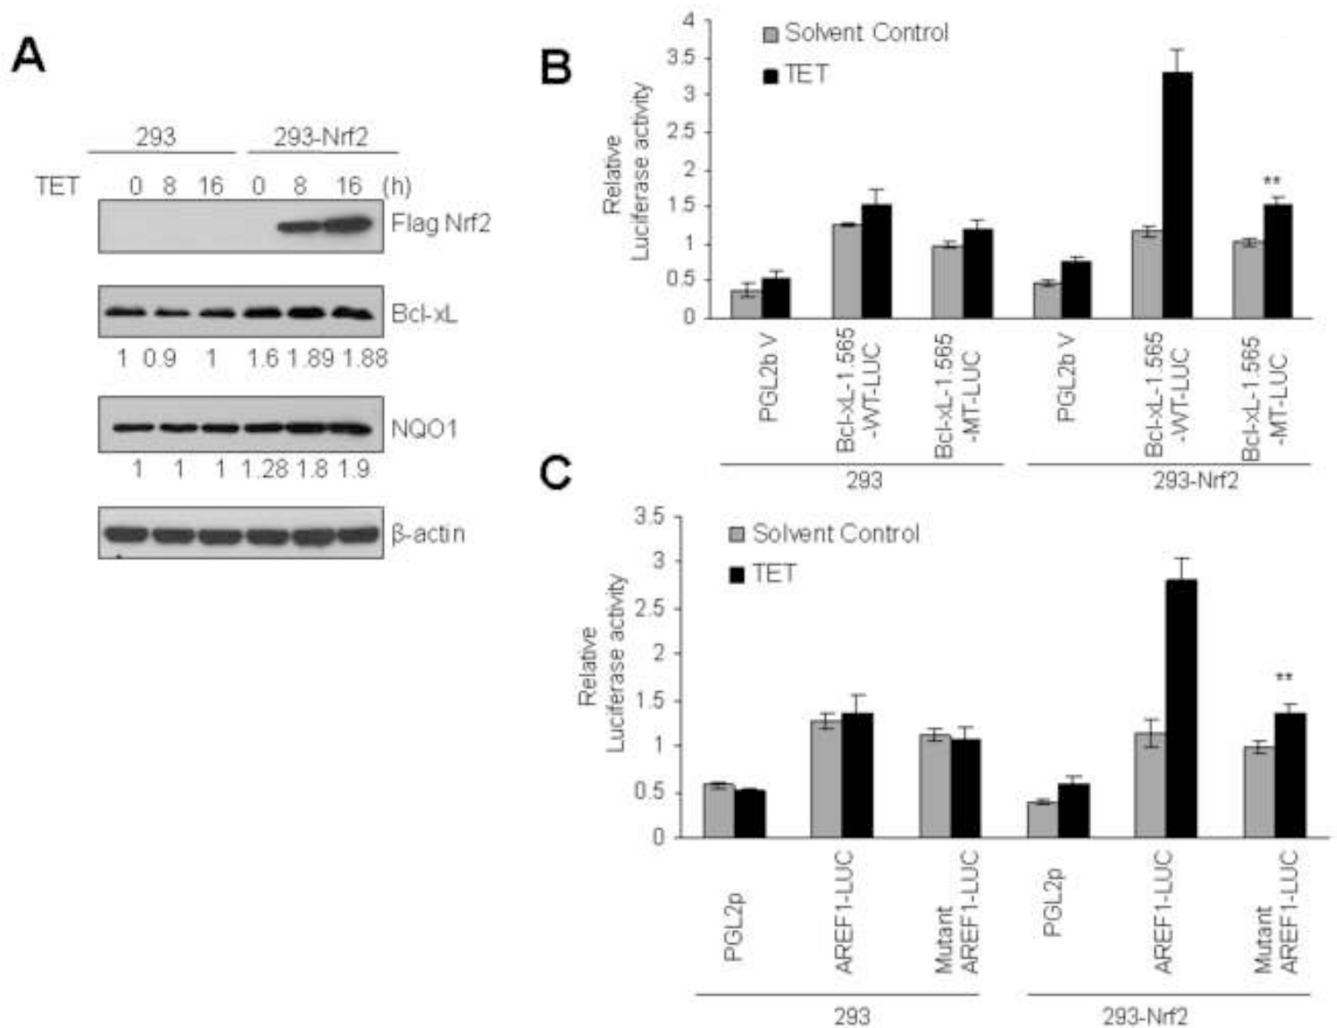 A
293 293-Nrf2
TET 0 8 16 0 8 16 (h)
Flag Nrf2
Bcl-xL
1 0.9 1 1.6 1.89 1.88
NQO1
1 1 1 1.28 1.8 1.9
β-actin
B
Relative
Luciferase activity
4
3.5
3
2.5
2
1.5
1
0.5
0
Solvent Control
TET
**
PGL2b V
Bcl-xL-1.565
-WT-LUC
Bcl-xL-1.565
-MT-LUC
PGL2b V
Bcl-xL-1.565
-WT-LUC
Bcl-xL-1.565
-MT-LUC
293 293-Nrf2
C
Relative
Luciferase activity
3.5
3
2.5
2
1.5
1
0.5
0
Solvent Control
TET
**
PGL2p
AREF1-LUC
Mutant
AREF1-LUC
PGL2p
AREF1-LUC
Mutant
AREF1-LUC
293 293-Nrf2